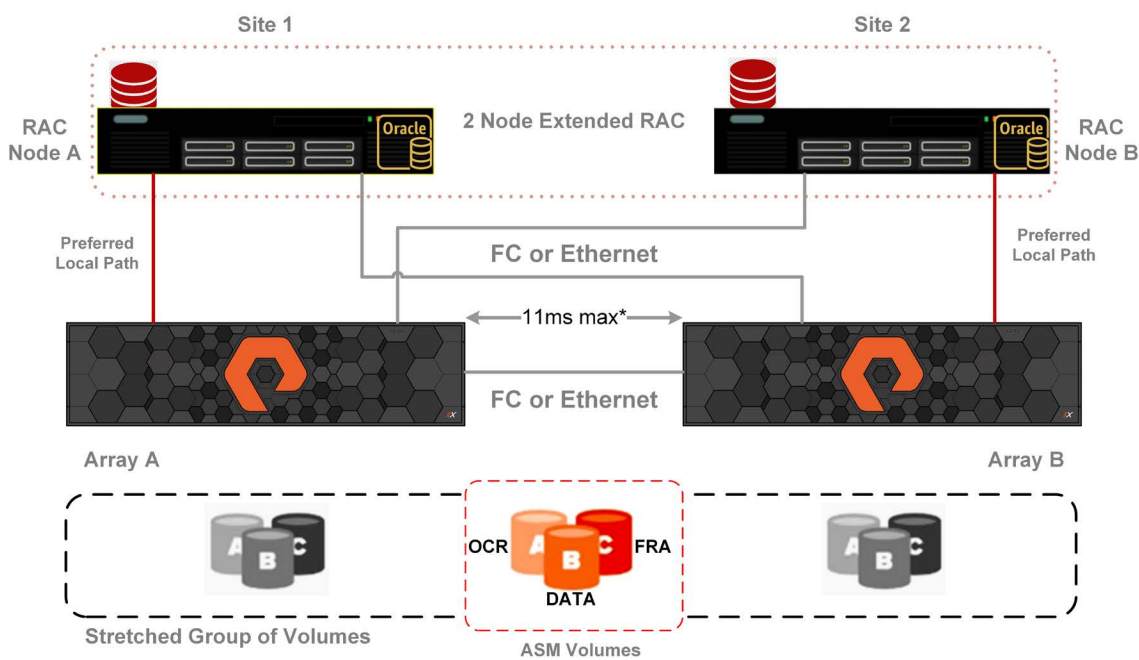 Site 1
Site 2
RAC
Node A
Oracle
2 Node Extended RAC
Oracle
RAC
Node B
Preferred
Local Path
FC or Ethernet
Preferred
Local Path
11ms max*
FC or Ethernet
Array A
Array B
A
B
C
OCR
A
B
C
FRA
DATA
A
B
C
Stretched Group of Volumes
ASM Volumes